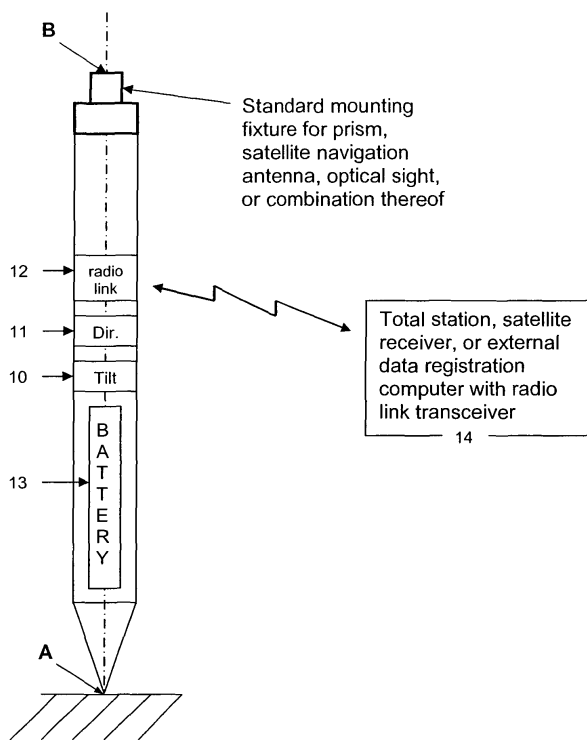 B
Standard mounting
fixture for prism,
satellite navigation
antenna, optical sight,
or combination thereof
12
radio
link
11
Dir.
10
Tilt
Total station, satellite
receiver, or external
data registration
computer with radio
link transceiver
14
13
BATTERY
A